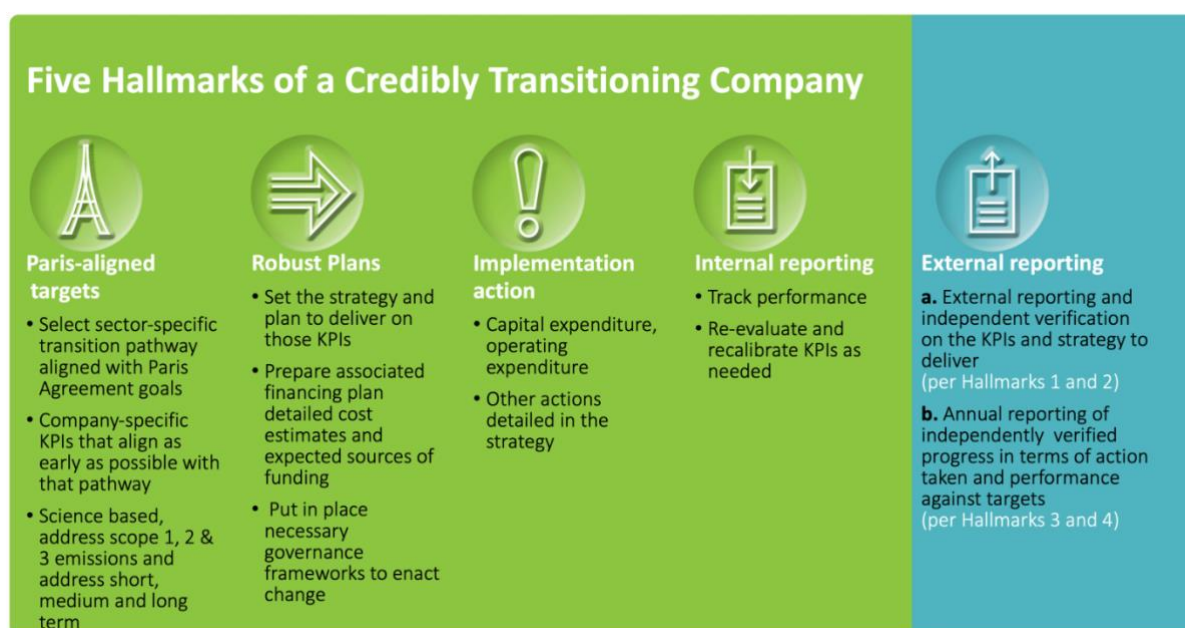 Five Hallmarks of a Credibly Transitioning Company
Paris-aligned
targets
• Select sector-specific
transition pathway
aligned with Paris
Agreement goals
• Company-specific
KPIs that align as
early as possible with
that pathway
• Science based,
address scope 1, 2 &
3 emissions and
address short,
medium and long
term
Robust Plans
• Set the strategy and
plan to deliver on
those KPIs
• Prepare associated
financing plan
detailed cost
estimates and
expected sources of
funding
• Put in place
necessary
governance
frameworks to enact
change
Implementation
action
• Capital expenditure,
operating
expenditure
• Other actions
detailed in the
strategy
Internal reporting
• Track performance
• Re-evaluate and
recalibrate KPIs as
needed
External reporting
a. External reporting and
independent verification
on the KPIs and strategy to
deliver
(per Hallmarks 1 and 2)
b. Annual reporting of
independently verified
progress in terms of action
taken and performance
against targets
(per Hallmarks 3 and 4)